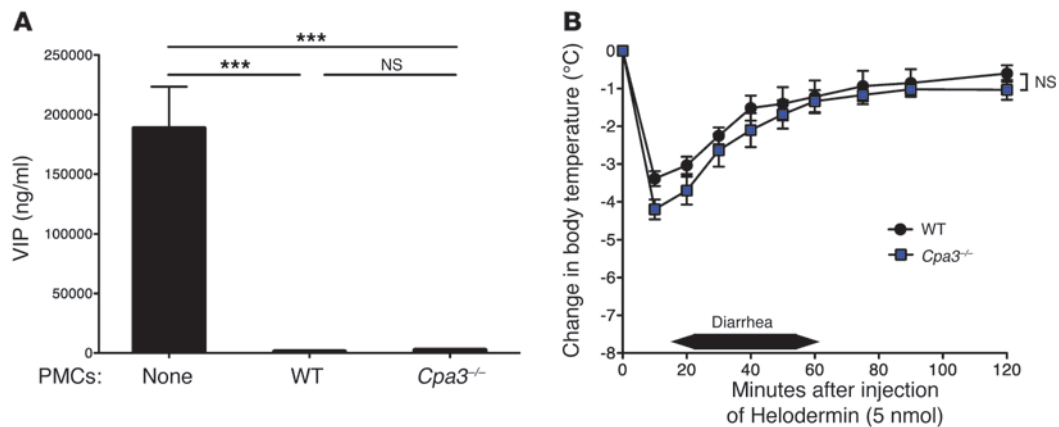 A
***
***
NS
250000
200000
150000
100000
50000
0
VIP (ng/ml)
PMCs: None WT Cpa3–/–
B
0
-1
-2
-3
-4
-5
-6
-7
-8
Change in body temperature (°C)
NS
WT
Cpa3–/–
Diarrhea
0 20 40 60 80 100 120
Minutes after injection
of Helodermin (5 nmol)